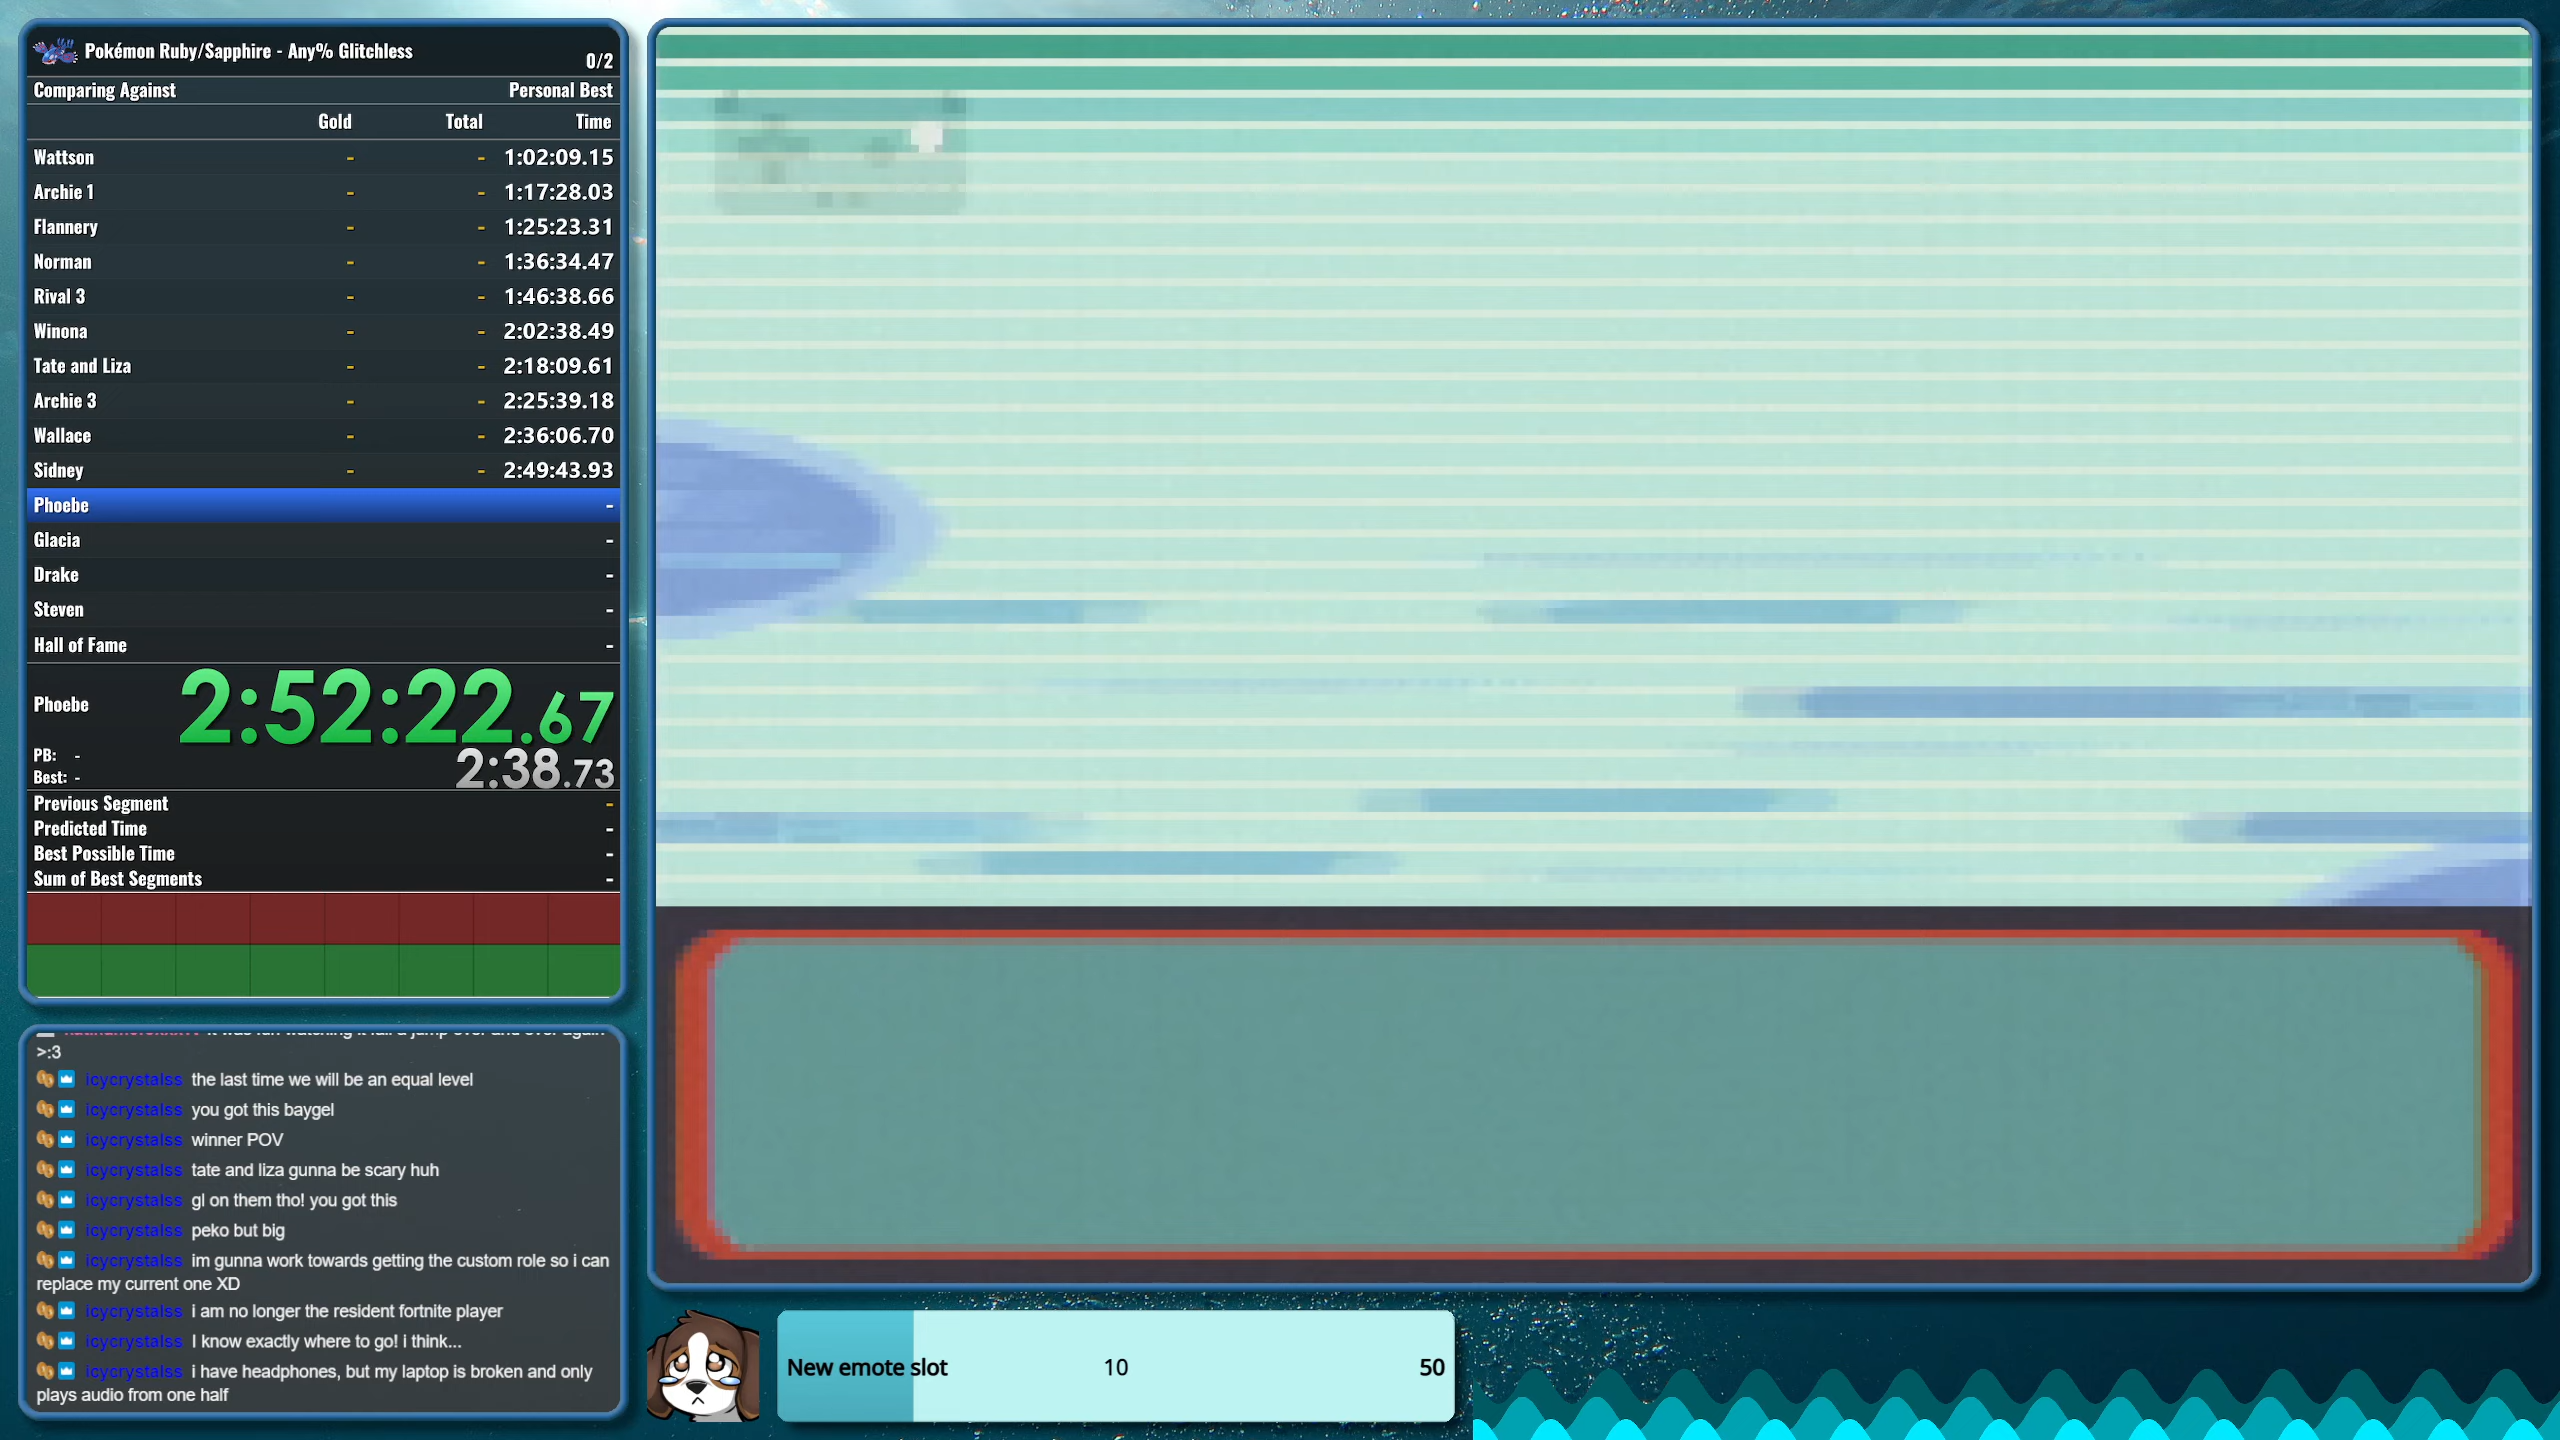 Pokémon Ruby/Sapphire - Any% Glitchless
0/2
Comparing Against Personal Best
Gold Total Time
Wattson - - 1:02:09.15
Archie 1 - - 1:17:28.03
Flannery - - 1:25:23.31
Norman - - 1:36:34.47
Rival 3 - - 1:46:38.66
Winona - - 2:02:38.49
Tate and Liza - - 2:18:09.61
Archie 3 - - 2:25:39.18
Wallace - - 2:36:06.70
Sidney - - 2:49:43.93
Phoebe -
Glacia -
Drake -
Steven -
Hall of Fame -
Phoebe 2:52:22.67
PB: - 2:38.73
Best: -
Previous Segment -
Predicted Time -
Best Possible Time -
Sum of Best Segments -
>:3
icycrystalss the last time we will be an equal level
icycrystalss you got this baygel
icycrystalss winner POV
icycrystalss tate and liza gunna be scary huh
icycrystalss gl on them tho! you got this
icycrystalss peko but big
icycrystalss im gunna work towards getting the custom role so i can
replace my current one XD
icycrystalss i am no longer the resident fortnite player
icycrystalss I know exactly where to go! i think...
icycrystalss i have headphones, but my laptop is broken and only
plays audio from one half
New emote slot 10 50